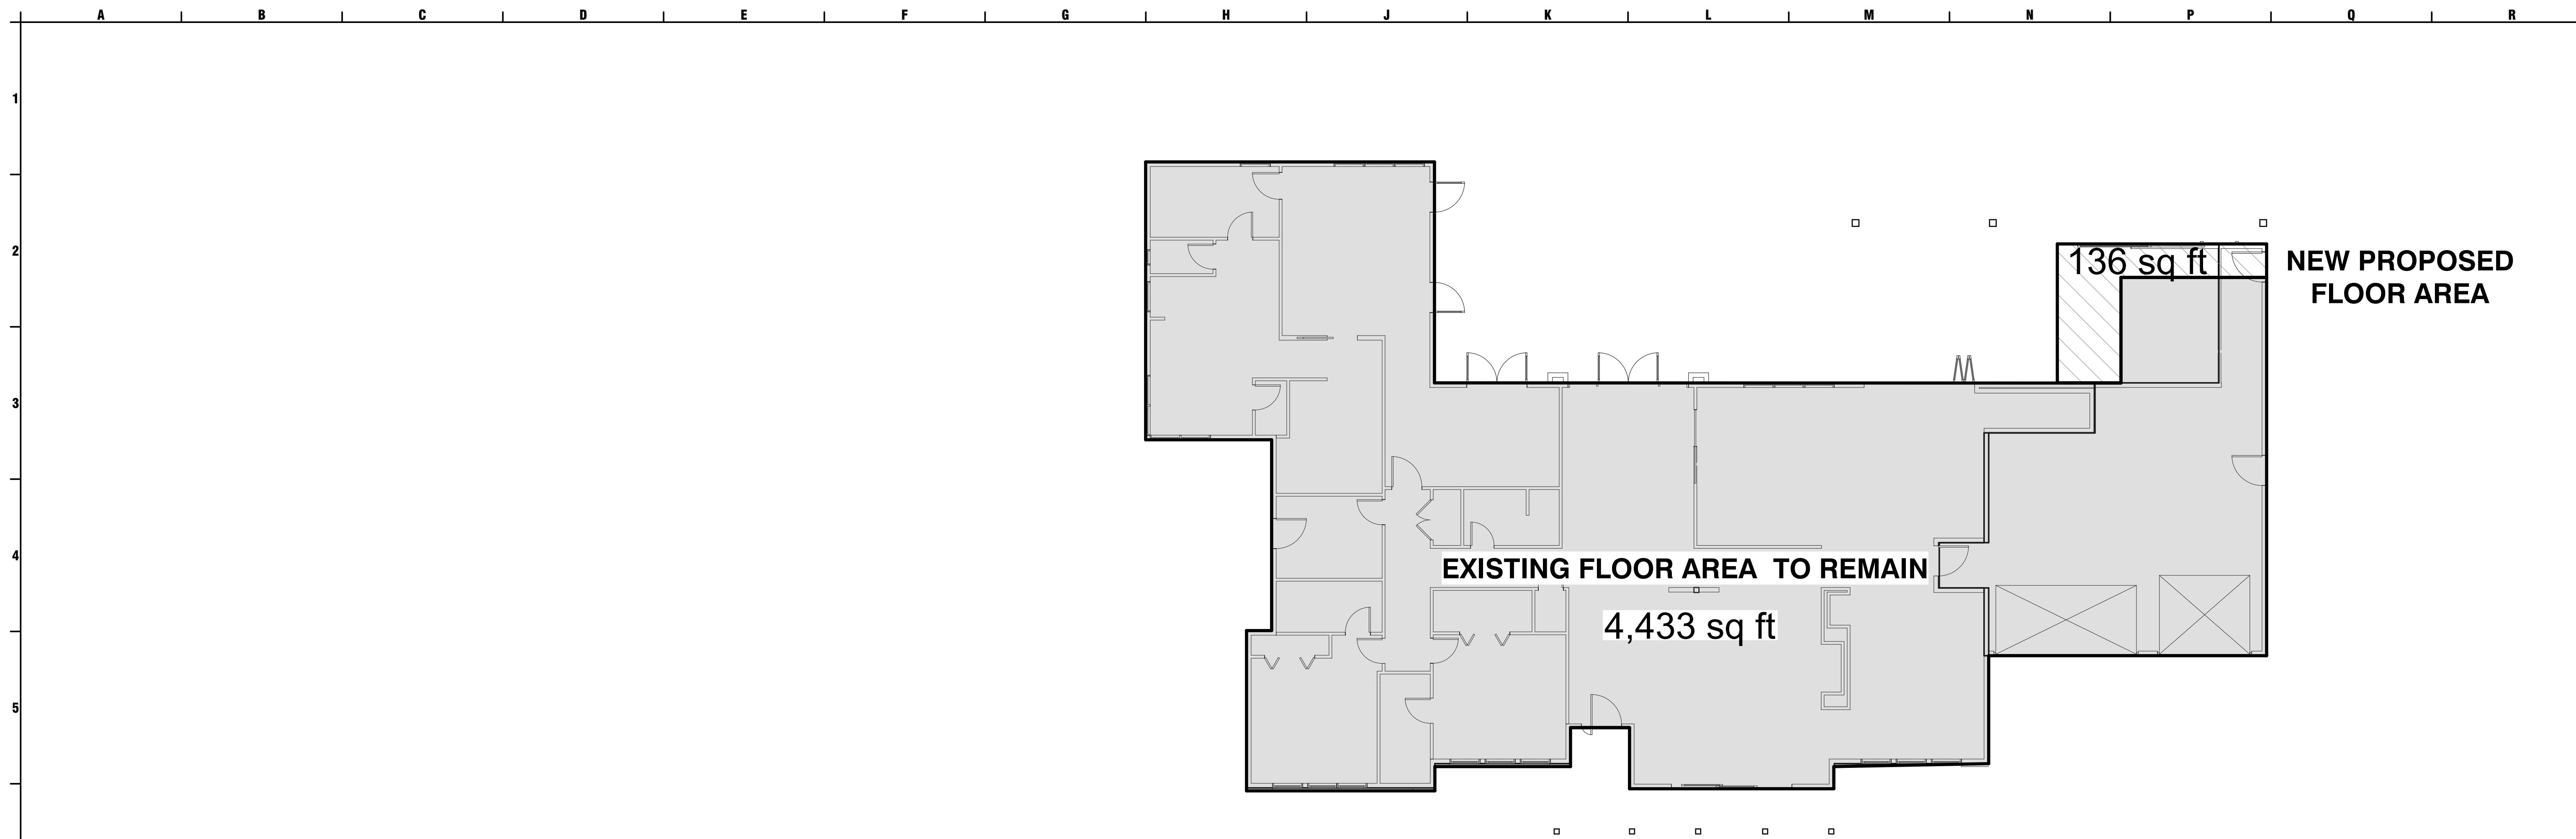 A B C D E F G H J K L M N P Q R
1
2
136 sq ft
NEW PROPOSED
FLOOR AREA
3
4
EXISTING FLOOR AREA TO REMAIN
4,433 sq ft
5